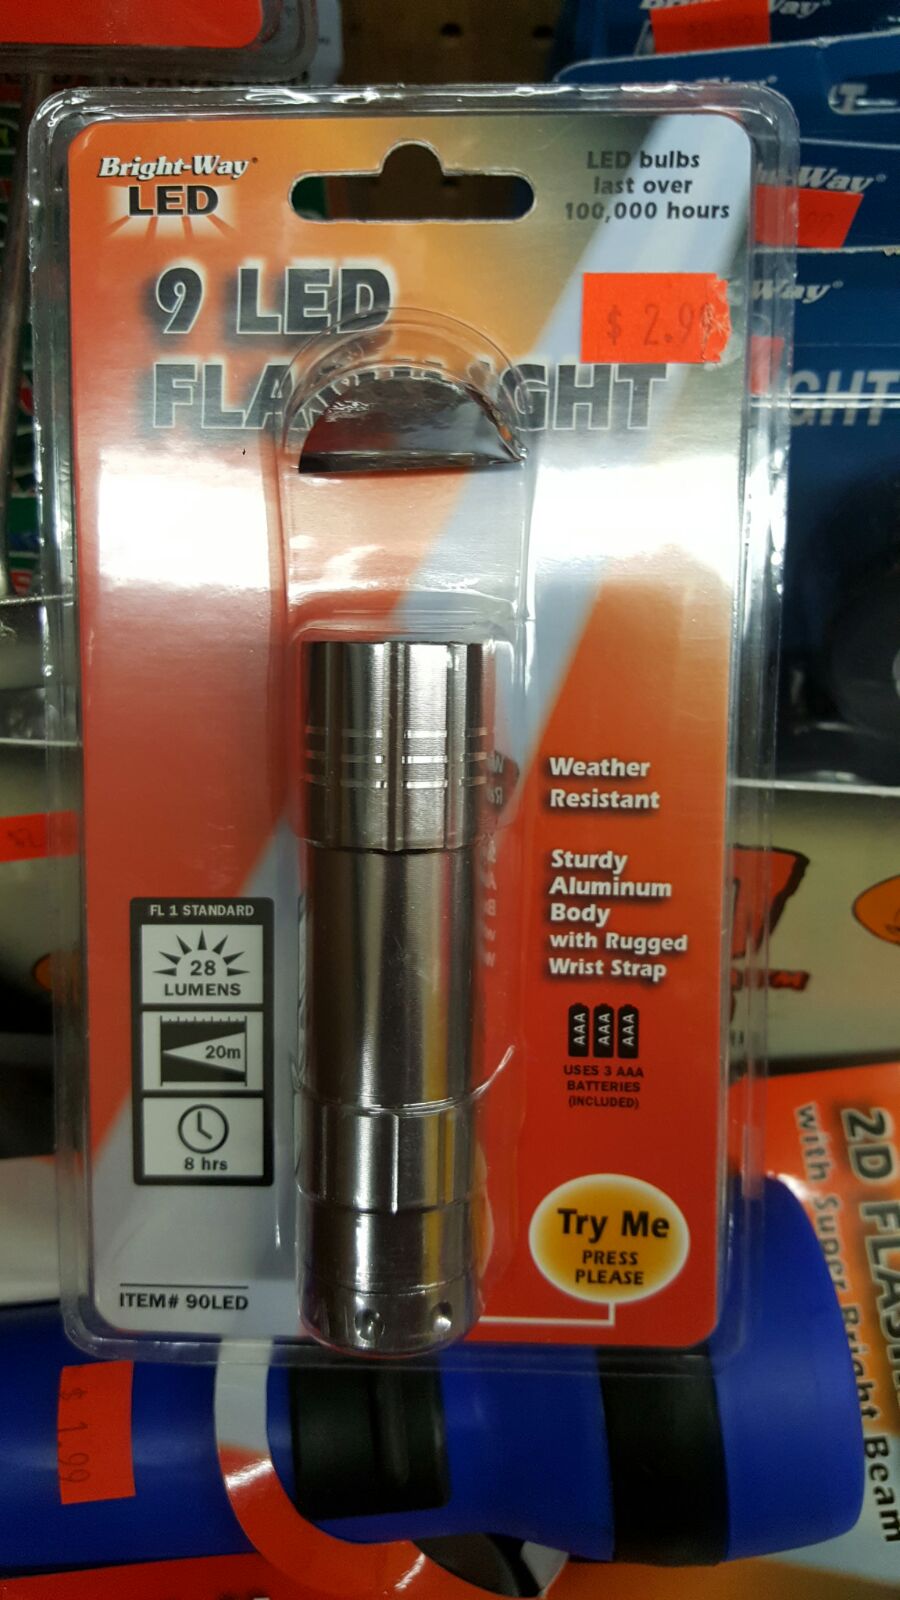 Bright-Way®
LED
LED bulbs
last over
100,000 hours
9 LED
$ 2.99
Weather
Resistant
Sturdy
Aluminum
Body
with Rugged
Wrist Strap
FL 1 STANDARD
28
LUMENS
20m
8 hrs
AAA AAA AAA
USES 3 AAA
BATTERIES
(INCLUDED)
Try Me
PRESS
PLEASE
ITEM# 90LED
$ 1.99
with Super Bright Beam
2D